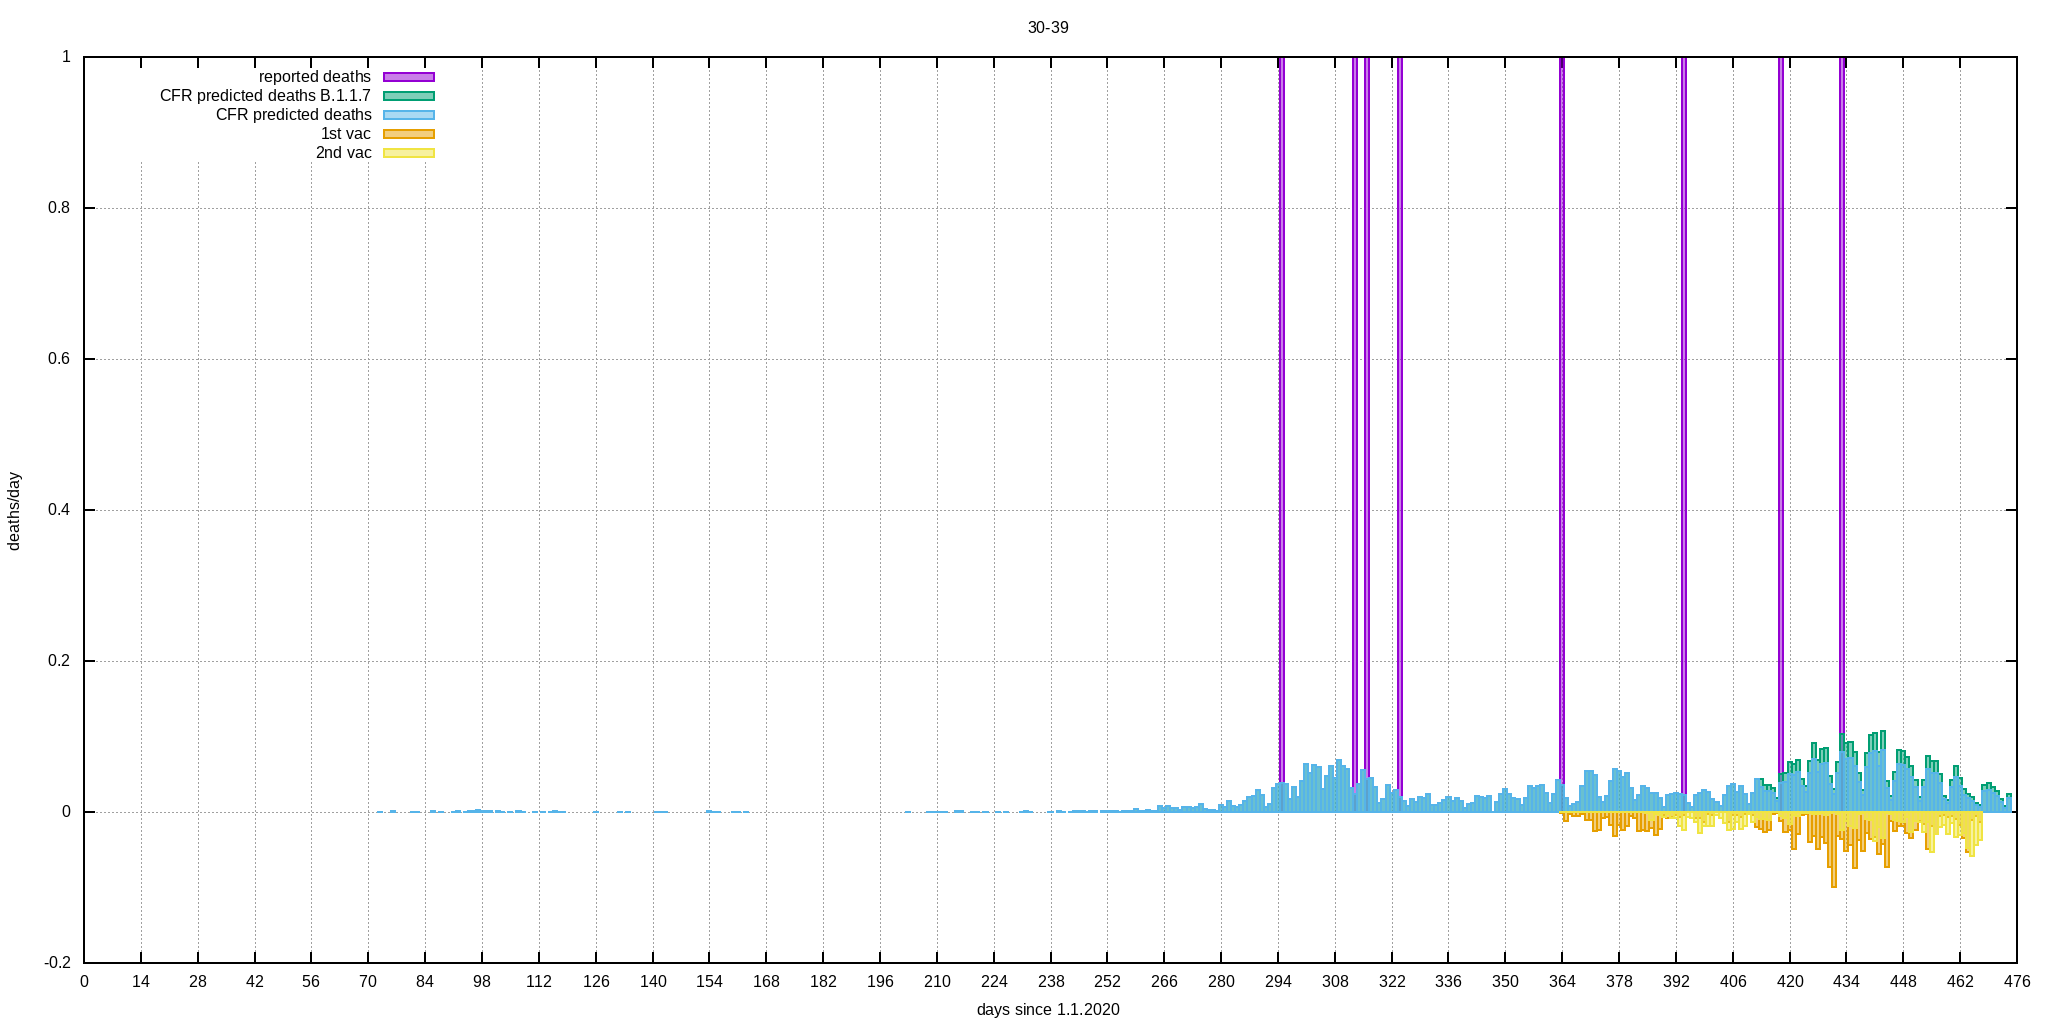 30-39
1
reported deaths
CFR predicted deaths B.1.1.7
CFR predicted deaths
1st vac
2nd vac
0.8
0.6
deaths/day
0.4
0.2
0
-0.2
0 14 28 42 56 70 84 98 112 126 140 154 168 182 196 210 224 238 252 266 280 294 308 322 336 350 364 378 392 406 420 434 448 462 476
days since 1.1.2020